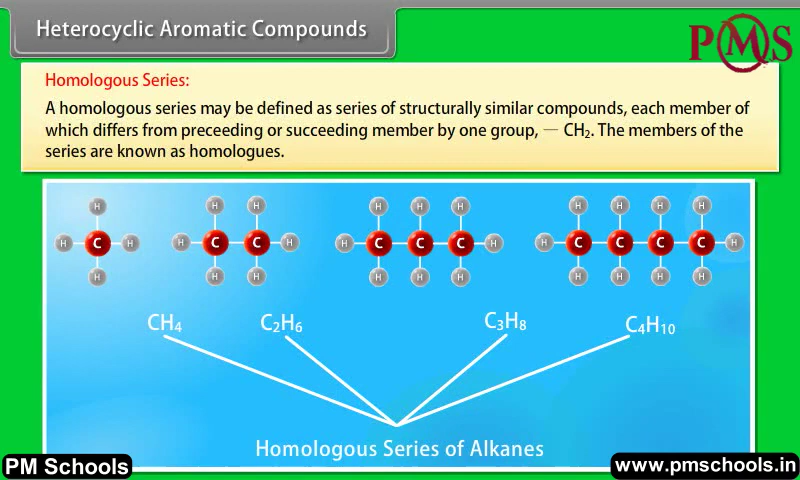 Heterocyclic Aromatic Compounds
PMS
Homologous Series:
A homologous series may be defined as series of structurally similar compounds, each member of
which differs from preceeding or succeeding member by one group, — CH₂. The members of the
series are known as homologues.
H H H H H H H H H H
H C H H C C H H C C C H H C C C C H
H H H H H H H H H H
CH₄ C₂H₆ C₃H₈ C₄H₁₀
Homologous Series of Alkanes
PM Schools
www.pmschools.in